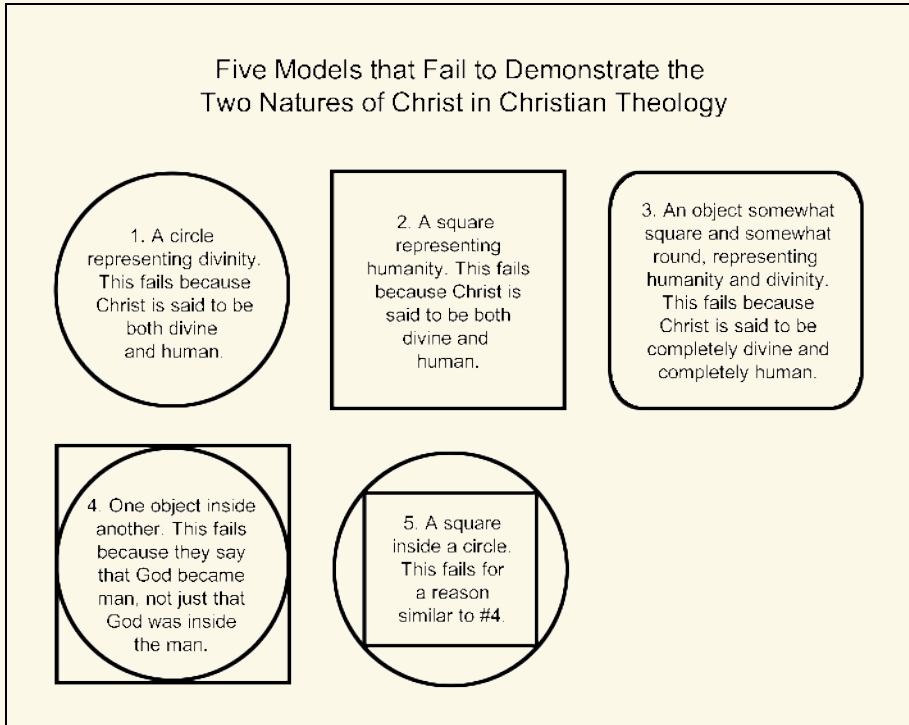 Five Models that Fail to Demonstrate the
Two Natures of Christ in Christian Theology
1. A circle
representing divinity.
This fails because
Christ is said to be
both divine
and human.
2. A square
representing
humanity. This fails
because Christ is
said to be both
divine and
human.
3. An object somewhat
square and somewhat
round, representing
humanity and divinity.
This fails because
Christ is said to be
completely divine and
completely human.
4. One object inside
another. This fails
because they say
that God became
man, not just that
God was inside
the man.
5. A square
inside a circle.
This fails for
a reason
similar to #4.